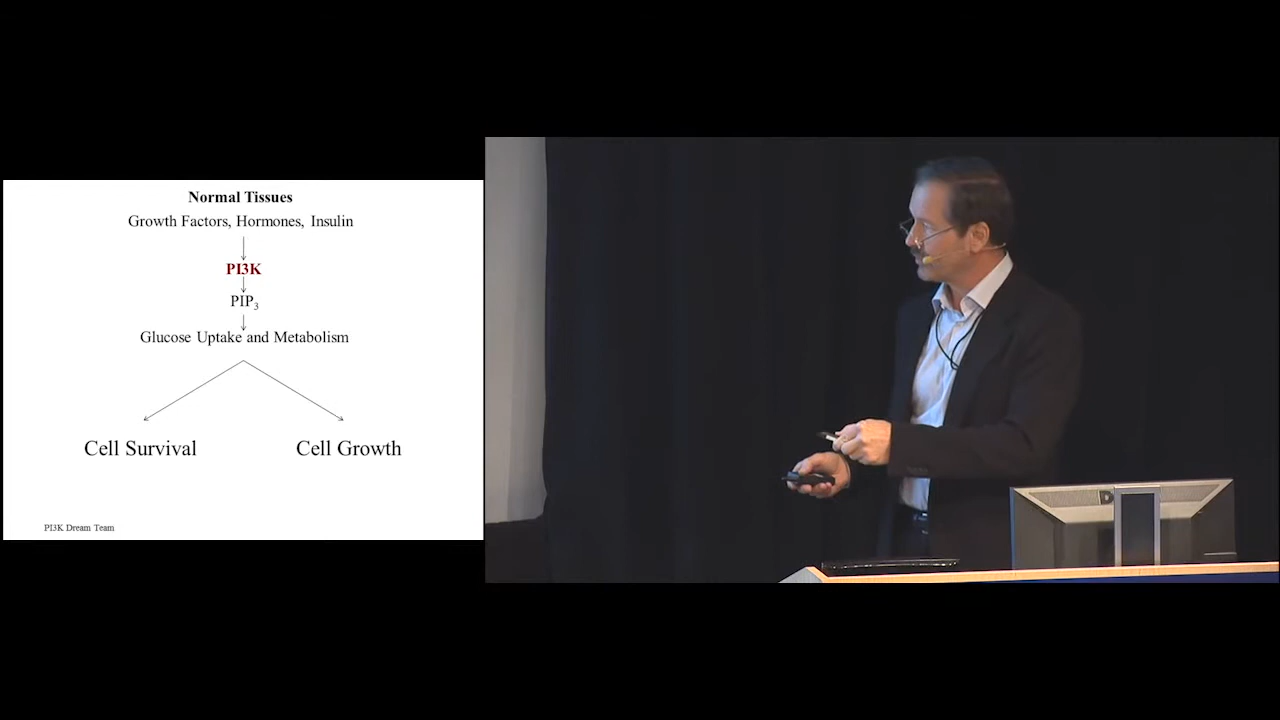 Normal Tissues
Growth Factors, Hormones, Insulin
PI3K
PIP₃
Glucose Uptake and Metabolism
Cell Survival
Cell Growth
PI3K Dream Team